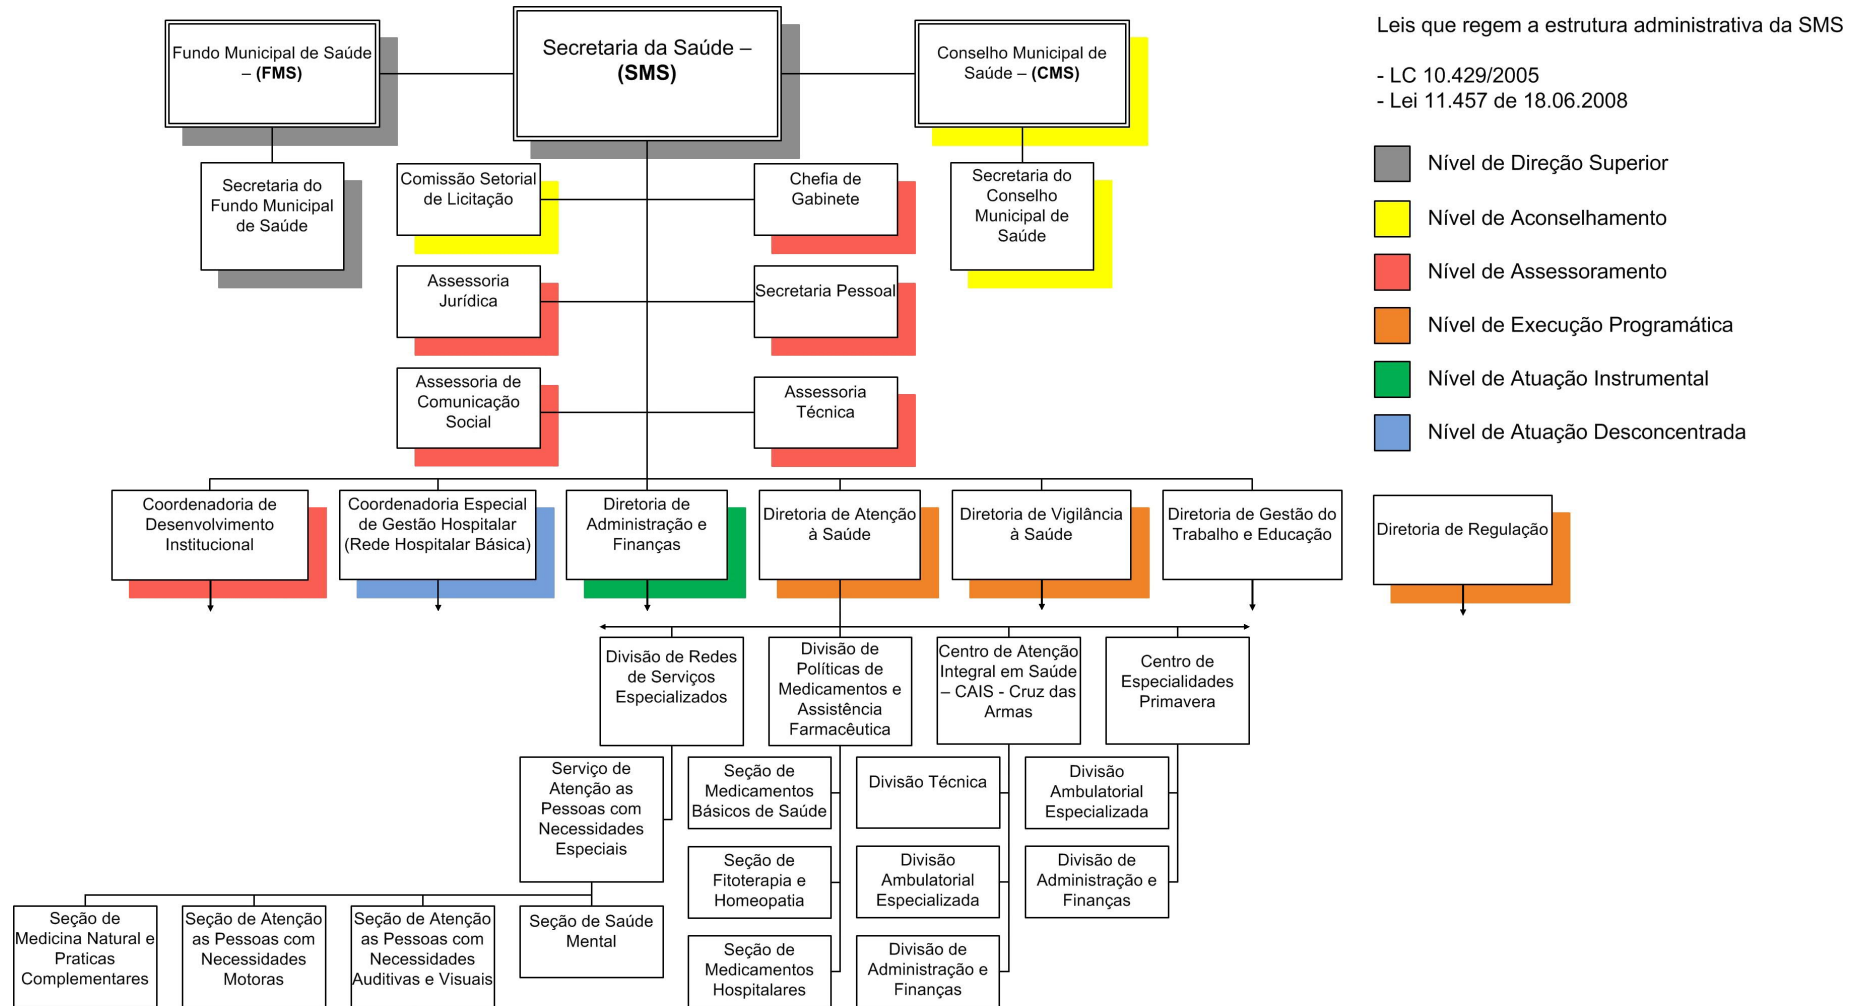 Fundo Municipal de Saúde
– (FMS)
Secretaria da Saúde –
(SMS)
Conselho Municipal de
Saúde – (CMS)
Leis que regem a estrutura administrativa da SMS
- LC 10.429/2005
- Lei 11.457 de 18.06.2008
Nível de Direção Superior
Nível de Aconselhamento
Nível de Assessoramento
Nível de Execução Programática
Nível de Atuação Instrumental
Nível de Atuação Desconcentrada
Secretaria do
Fundo Municipal
de Saúde
Comissão Setorial
de Licitação
Chefia de
Gabinete
Secretaria do
Conselho
Municipal de
Saúde
Assessoria
Jurídica
Secretaria Pessoal
Assessoria de
Comunicação
Social
Assessoria
Técnica
Coordenadoria de
Desenvolvimento
Institucional
Coordenadoria Especial
de Gestão Hospitalar
(Rede Hospitalar Básica)
Diretoria de
Administração e
Finanças
Diretoria de Atenção
à Saúde
Diretoria de Vigilância
à Saúde
Diretoria de Gestão do
Trabalho e Educação
Diretoria de Regulação
Divisão de Redes
de Serviços
Especializados
Divisão de
Políticas de
Medicamentos e
Assistência
Farmacêutica
Centro de Atenção
Integral em Saúde
– CAIS - Cruz das
Armas
Centro de
Especialidades
Primavera
Serviço de
Atenção as
Pessoas com
Necessidades
Especiais
Seção de
Medicamentos
Básicos de Saúde
Divisão Técnica
Divisão
Ambulatorial
Especializada
Seção de
Fitoterapia e
Homeopatia
Divisão
Ambulatorial
Especializada
Divisão de
Administração e
Finanças
Seção de
Medicina Natural e
Praticas
Complementares
Seção de Atenção
as Pessoas com
Necessidades
Motoras
Seção de Atenção
as Pessoas com
Necessidades
Auditivas e Visuais
Seção de Saúde
Mental
Seção de
Medicamentos
Hospitalares
Divisão de
Administração e
Finanças